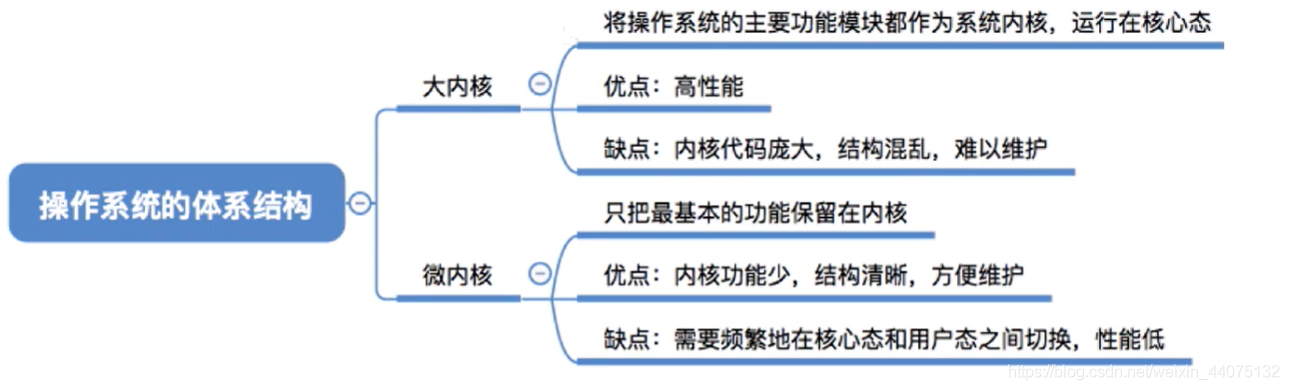 将操作系统的主要功能模块都作为系统内核，运行在核心态
大内核
优点：高性能
缺点：内核代码庞大，结构混乱，难以维护
操作系统的体系结构
只把最基本的功能保留在内核
微内核
优点：内核功能少，结构清晰，方便维护
缺点：需要频繁地在核心态和用户态之间切换，性能低
https://blog.csdn.net/weixin_44075132